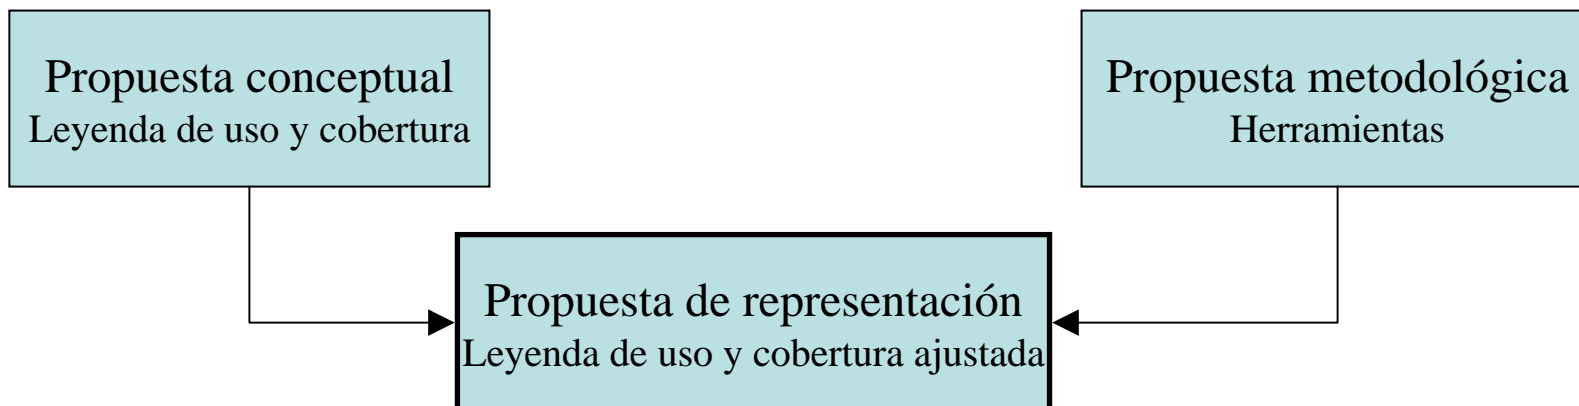 Propuesta conceptual
Leyenda de uso y cobertura
Propuesta metodológica
Herramientas
Propuesta de representación
Leyenda de uso y cobertura ajustada